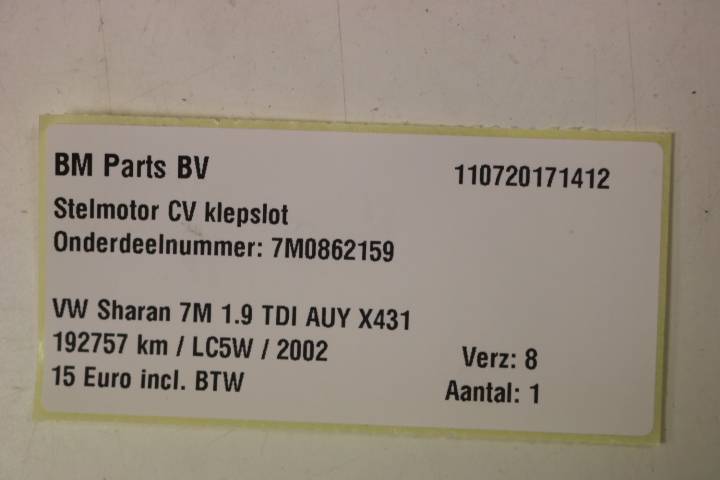 BM Parts BV 110720171412
Stelmotor CV klepslot
Onderdeelnummer: 7M0862159
VW Sharan 7M 1.9 TDI AUY X431
192757 km / LC5W / 2002 Verz: 8
15 Euro incl. BTW Aantal: 1